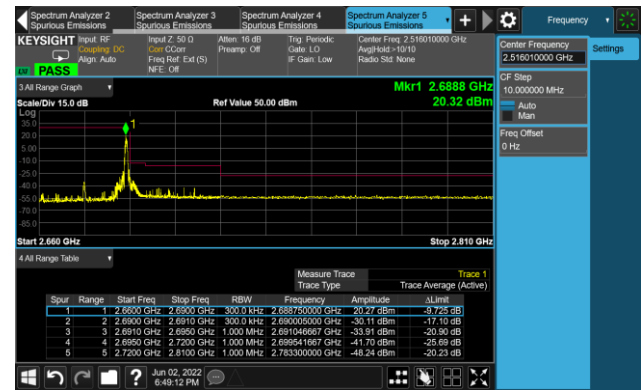 Spectrum Analyzer 2
Spurious Emissions
Spectrum Analyzer 3
Spurious Emissions
Spectrum Analyzer 4
Spurious Emissions
Spectrum Analyzer 5
Spurious Emissions
Frequency
KEYSIGHT
Input: RF
Coupling: DC
Align: Auto
Input Z: 50 Ω
Corr CCorr
Freq Ref: Ext (S)
NFE: Off
Atten: 16 dB
Preamp: Off
Trig: Periodic
Gate: LO
IF Gain: Low
Center Freq: 2.516010000 GHz
Avg|Hold:>10/10
Radio Std: None
LXI
PASS
Center Frequency
2.516010000 GHz
Settings
CF Step
10.000000 MHz
Auto
Man
Freq Offset
0 Hz
3 All Range Graph
Mkr1 2.6888 GHz
20.32 dBm
Scale/Div 15.0 dB
Ref Value 50.00 dBm
Log
35.0
20.0
5.00
-10.0
-25.0
-40.0
-55.0
-70.0
-85.0
1
Start 2.660 GHz
Stop 2.810 GHz
4 All Range Table
Measure Trace Trace 1
Trace Type Trace Average (Active)
Spur Range Start Freq Stop Freq RBW Frequency Amplitude ΔLimit
1 1 2.6600 GHz 2.6900 GHz 300.0 kHz 2.688750000 GHz 20.27 dBm -9.725 dB
2 2 2.6900 GHz 2.6910 GHz 300.0 kHz 2.690005000 GHz -30.11 dBm -17.10 dB
3 3 2.6910 GHz 2.6950 GHz 1.000 MHz 2.691046667 GHz -33.91 dBm -20.90 dB
4 4 2.6950 GHz 2.7200 GHz 1.000 MHz 2.699541667 GHz -41.70 dBm -25.69 dB
5 5 2.7200 GHz 2.8100 GHz 1.000 MHz 2.783300000 GHz -48.24 dBm -20.23 dB
Jun 02, 2022
6:49:12 PM